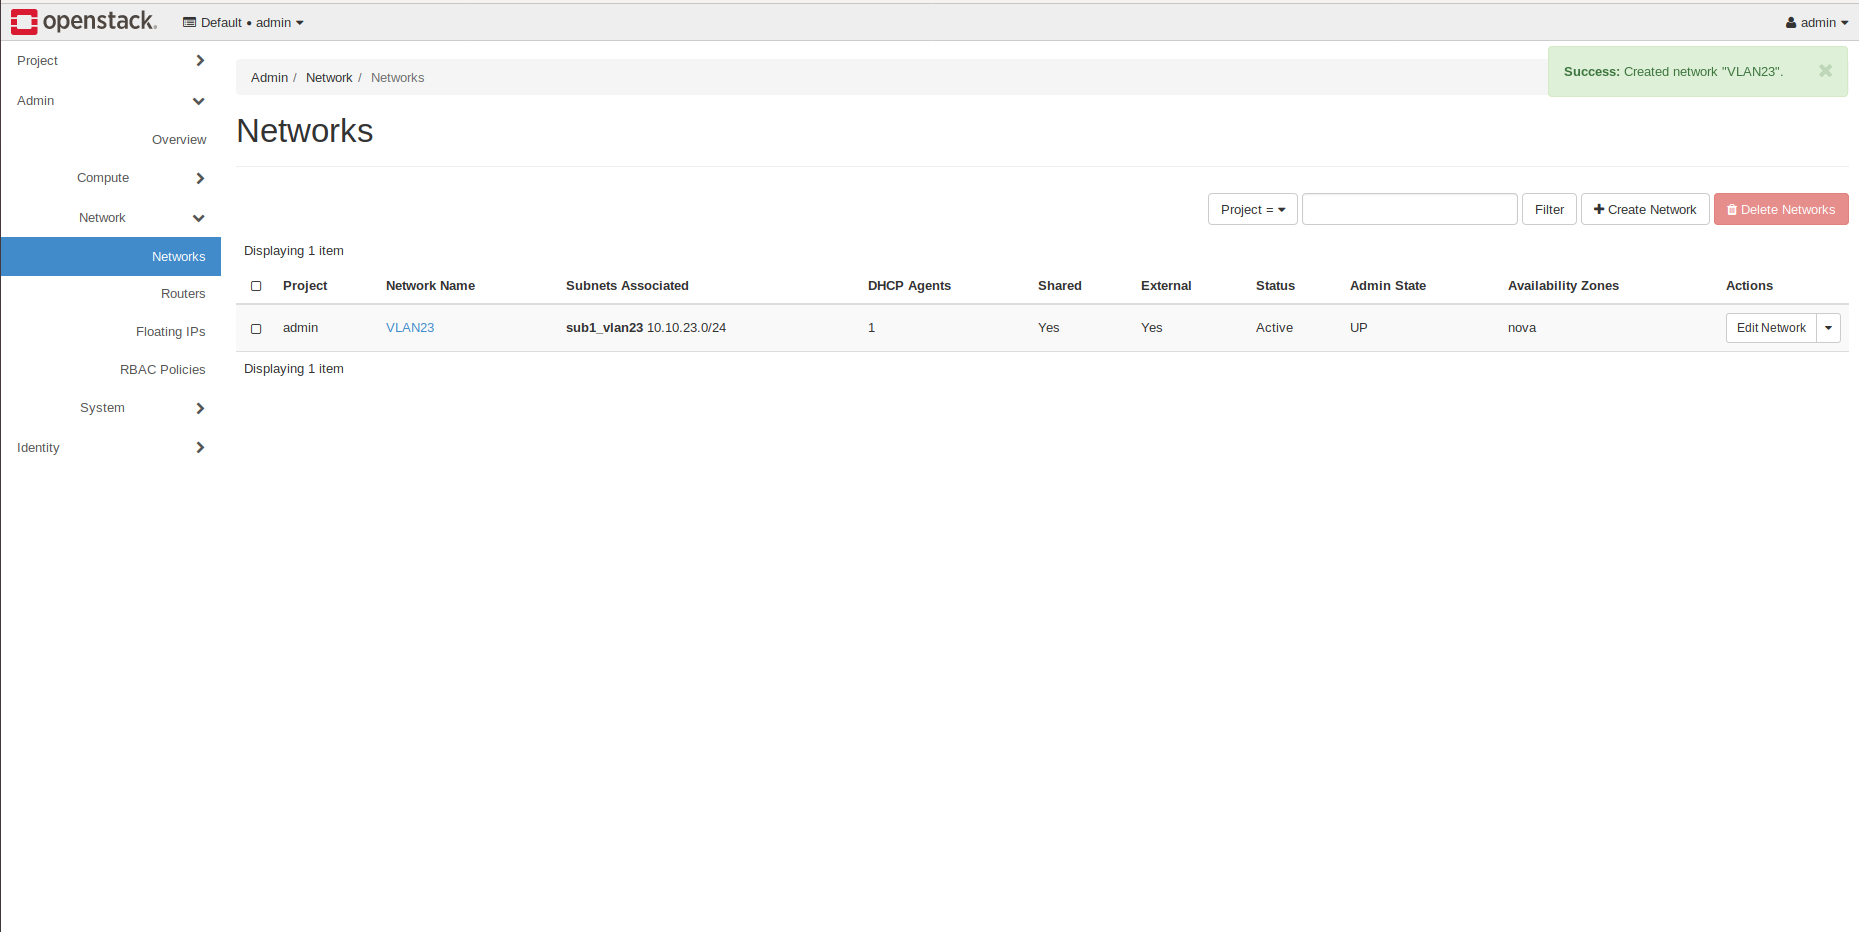 openstack.
Default • admin
admin
Project
Admin
Overview
Compute
Network
Networks
Routers
Floating IPs
RBAC Policies
System
Identity
Admin / Network / Networks
Success: Created network "VLAN23".
Networks
Project =
Filter
Create Network
Delete Networks
Displaying 1 item
Project Network Name Subnets Associated DHCP Agents Shared External Status Admin State Availability Zones Actions
admin VLAN23 sub1_vlan23 10.10.23.0/24 1 Yes Yes Active UP nova Edit Network
Displaying 1 item